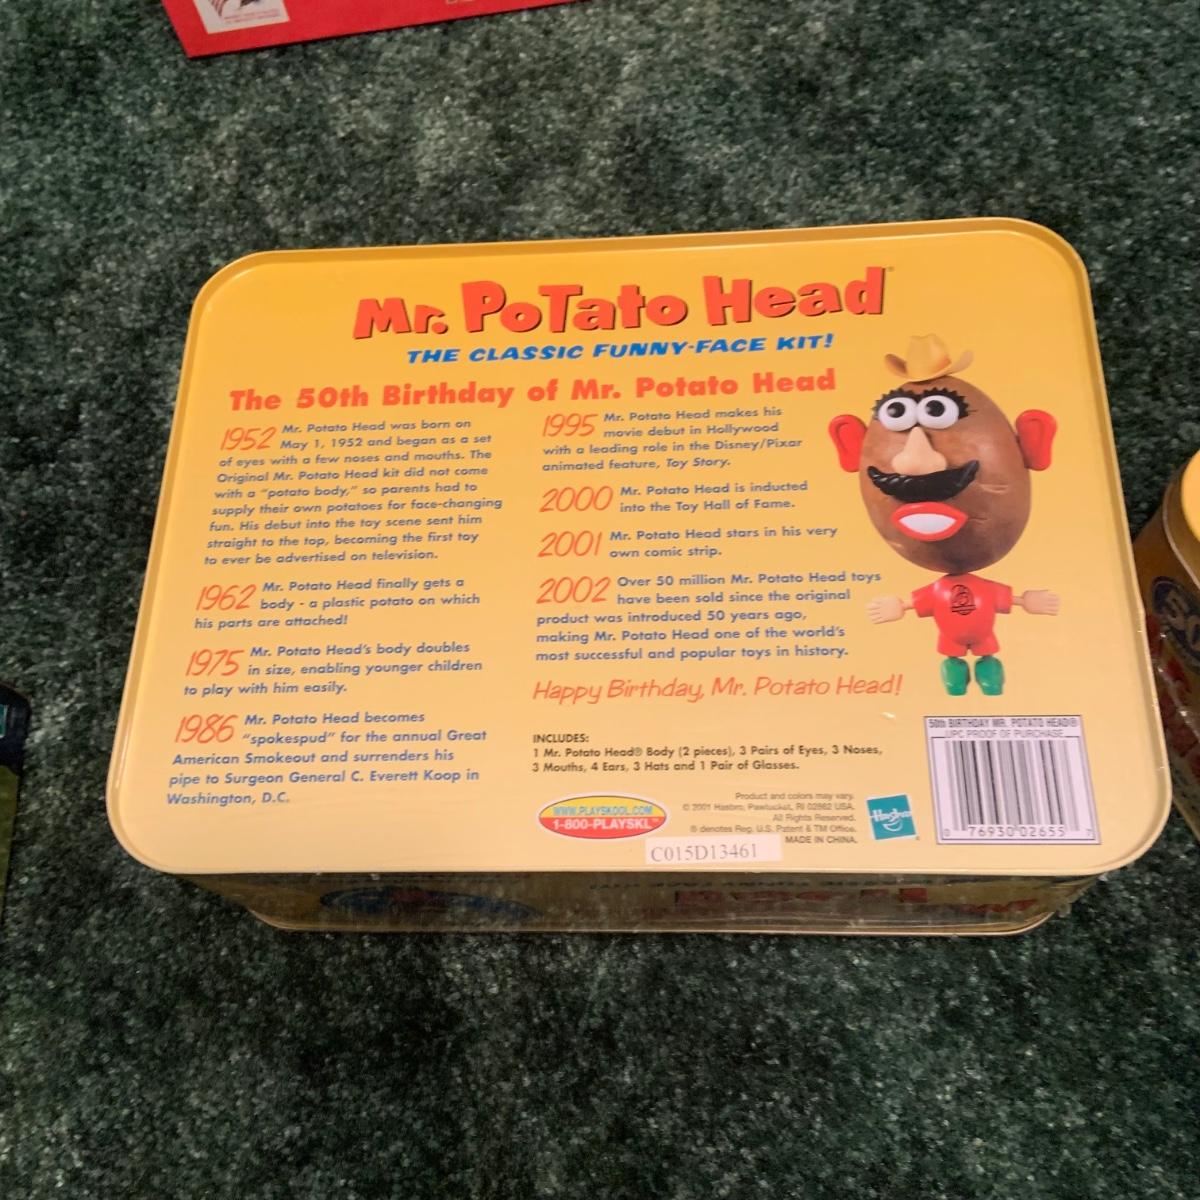 Mr. PoTaTo Head
THE CLASSIC FUNNY-FACE KIT!
The 50th Birthday of Mr. Potato Head
1952 Mr. Potato Head was born on
May 1, 1952 and began as a set
of eyes with a few noses and mouths. The
Original Mr. Potato Head kit did not come
with a "potato body," so parents had to
supply their own potatoes for face-changing
fun. His debut into the toy scene sent him
straight to the top, becoming the first toy
to ever be advertised on television.
1962 Mr. Potato Head finally gets a
body - a plastic potato on which
his parts are attached!
1975 Mr. Potato Head's body doubles
in size, enabling younger children
to play with him easily.
1986 Mr. Potato Head becomes
"spokespud" for the annual Great
American Smokeout and surrenders his
pipe to Surgeon General C. Everett Koop in
Washington, D.C.
1995 Mr. Potato Head makes his
movie debut in Hollywood
with a leading role in the Disney/Pixar
animated feature, Toy Story.
2000 Mr. Potato Head is inducted
into the Toy Hall of Fame.
2001 Mr. Potato Head stars in his very
own comic strip.
2002 Over 50 million Mr. Potato Head toys
have been sold since the original
product was introduced 50 years ago,
making Mr. Potato Head one of the world's
most successful and popular toys in history.
Happy Birthday, Mr. Potato Head!
INCLUDES:
1 Mr. Potato Head® Body (2 pieces), 3 Pairs of Eyes, 3 Noses,
3 Mouths, 4 Ears, 3 Hats and 1 Pair of Glasses.
WWW.PLAYSKOOL.COM
1-800-PLAYSKL™
Product and colors may vary.
© 2001 Hasbro, Pawtucket, RI 02862 USA.
All Rights Reserved.
® denotes Reg. U.S. Patent & TM Office.
MADE IN CHINA.
Hasbro
C015D13461
50th BIRTHDAY MR. POTATO HEAD®
UPC PROOF OF PURCHASE
0 76930 02655 7